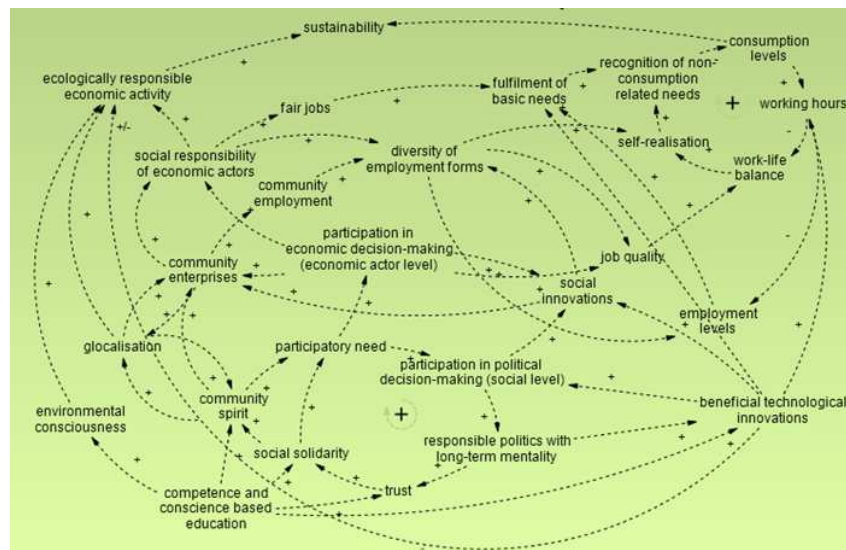 sustainability
consumption
levels
ecologically responsible
economic activity
recognition of non-
consumption
related needs
fulfilment of
basic needs
working hours
fair jobs
+/-
self-realisation
social responsibility
of economic actors
diversity of
employment forms
work-life
balance
community
employment
participation in
economic decision-making
(economic actor level)
job quality
community
enterprises
social
innovations
employment
levels
glocalisation
participatory need
participation in political
decision-making (social level)
beneficial technological
innovations
community
spirit
environmental
consciousness
responsible politics with
long-term mentality
social solidarity
trust
competence and
conscience based
education